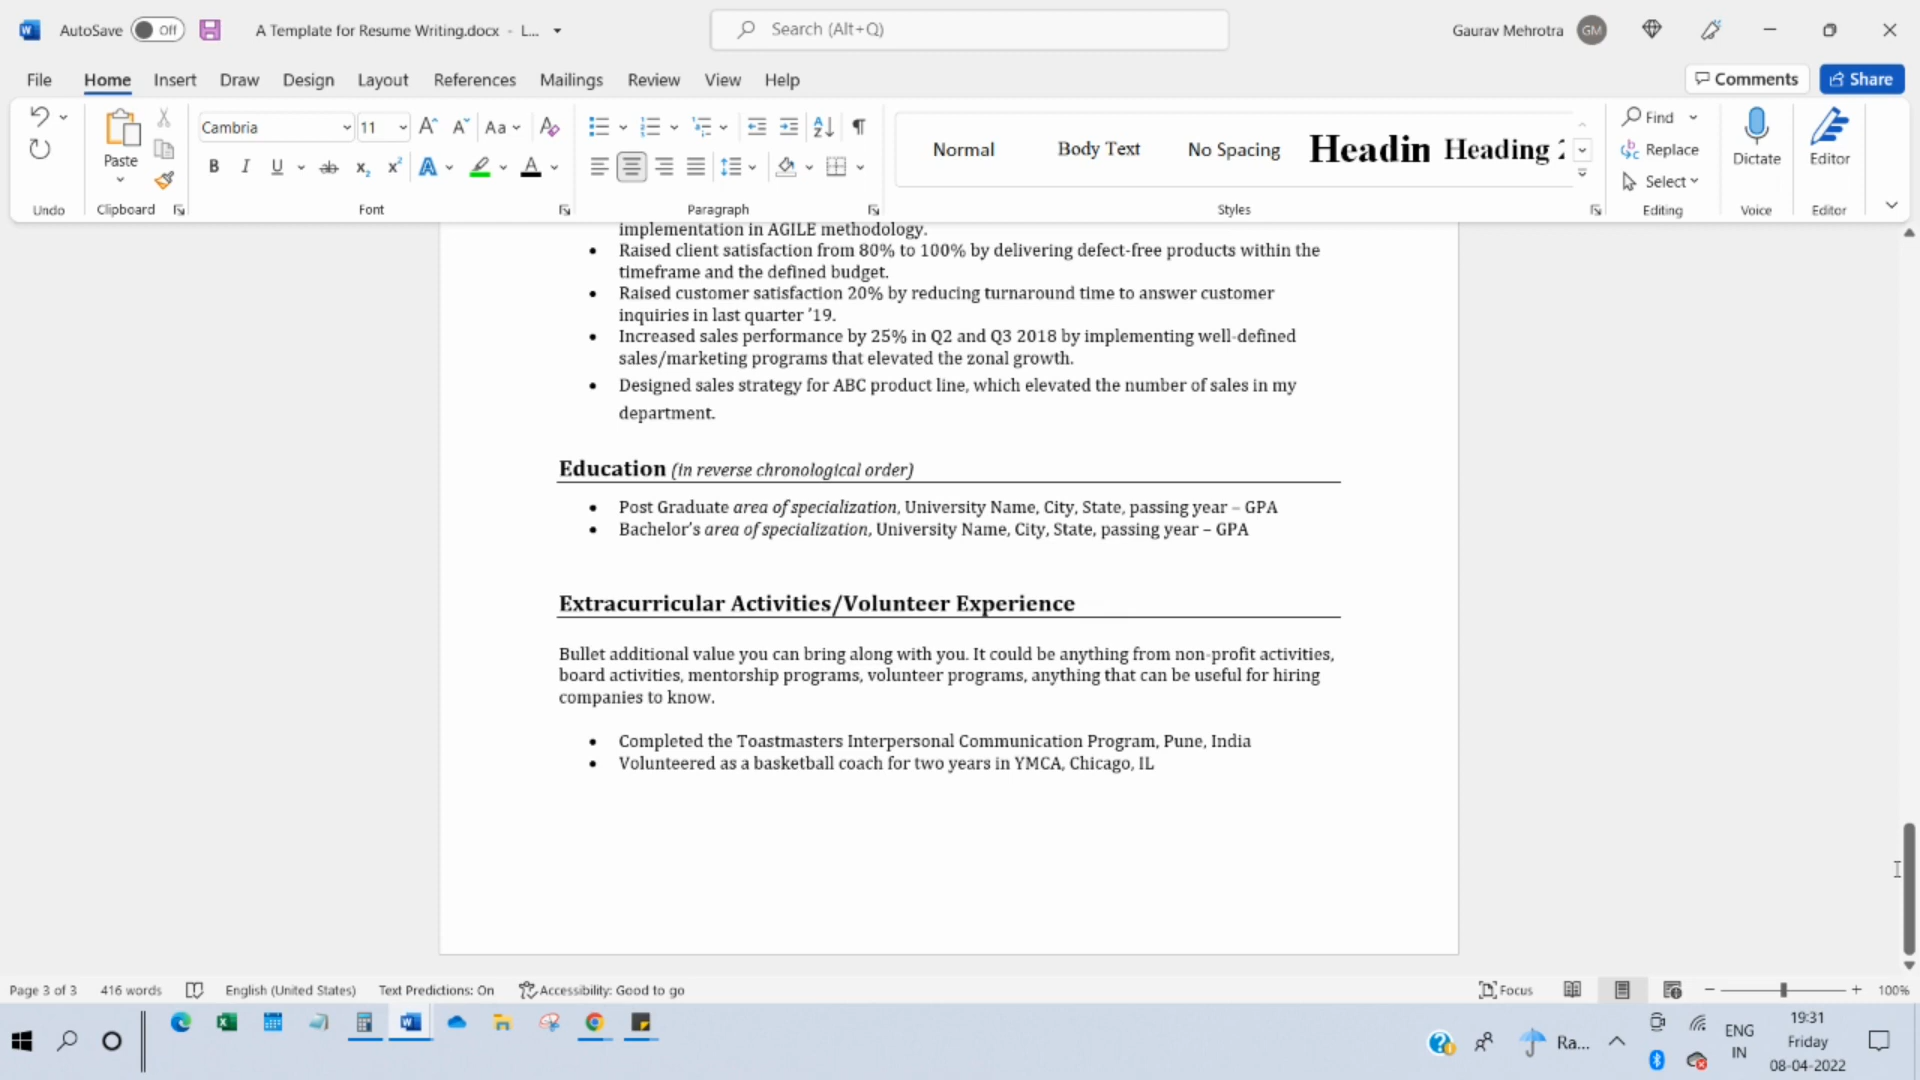 AutoSave Off A Template for Resume Writing.docx - L... Search (Alt+Q) Gaurav Mehrotra GM
File Home Insert Draw Design Layout References Mailings Review View Help Comments Share
Cambria 11 Aa
Paste
Normal Body Text No Spacing Headin Heading 2
Find
Replace
Select
Dictate Editor
Undo Clipboard Font Paragraph Styles Editing Voice Editor
implementation in AGILE methodology.
• Raised client satisfaction from 80% to 100% by delivering defect-free products within the
timeframe and the defined budget.
• Raised customer satisfaction 20% by reducing turnaround time to answer customer
inquiries in last quarter ’19.
• Increased sales performance by 25% in Q2 and Q3 2018 by implementing well-defined
sales/marketing programs that elevated the zonal growth.
• Designed sales strategy for ABC product line, which elevated the number of sales in my
department.
Education (in reverse chronological order)
• Post Graduate area of specialization, University Name, City, State, passing year – GPA
• Bachelor’s area of specialization, University Name, City, State, passing year – GPA
Extracurricular Activities/Volunteer Experience
Bullet additional value you can bring along with you. It could be anything from non-profit activities,
board activities, mentorship programs, volunteer programs, anything that can be useful for hiring
companies to know.
• Completed the Toastmasters Interpersonal Communication Program, Pune, India
• Volunteered as a basketball coach for two years in YMCA, Chicago, IL
Page 3 of 3 416 words English (United States) Text Predictions: On Accessibility: Good to go Focus 100%
Ra... ENG
IN
19:31
Friday
08-04-2022